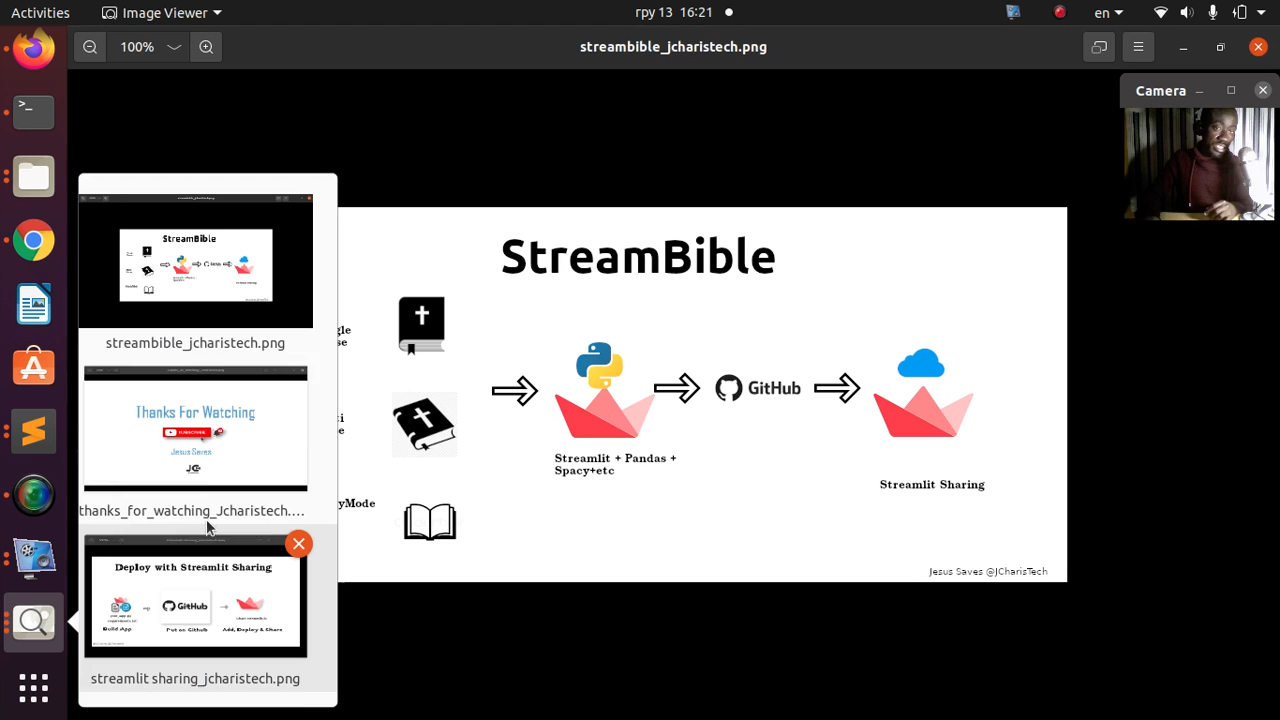 Activities
Image Viewer
гру 13 16:21
en
100%
streambible_jcharistech.png
Camera
StreamBible
streambible_jcharistech.png
Thanks For Watching
SUBSCRIBE
Jesus Saves
thanks_for_watching_Jcharistech....
Deploy with Streamlit Sharing
GitHub
Build App
Put on Github
Add, Deploy & Share
streamlit sharing_jcharistech.png
StreamBible
gle
se
ti
e
yMode
GitHub
Streamlit + Pandas +
Spacy+etc
Streamlit Sharing
Jesus Saves @JCharisTech